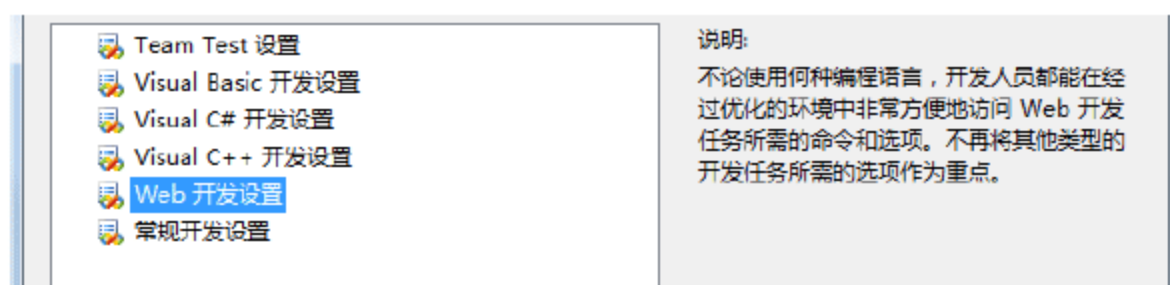 Team Test 设置
Visual Basic 开发设置
Visual C# 开发设置
Visual C++ 开发设置
Web 开发设置
常规开发设置
说明:
不论使用何种编程语言，开发人员都能在经
过优化的环境中非常方便地访问 Web 开发
任务所需的命令和选项。不再将其他类型的
开发任务所需的选项作为重点。